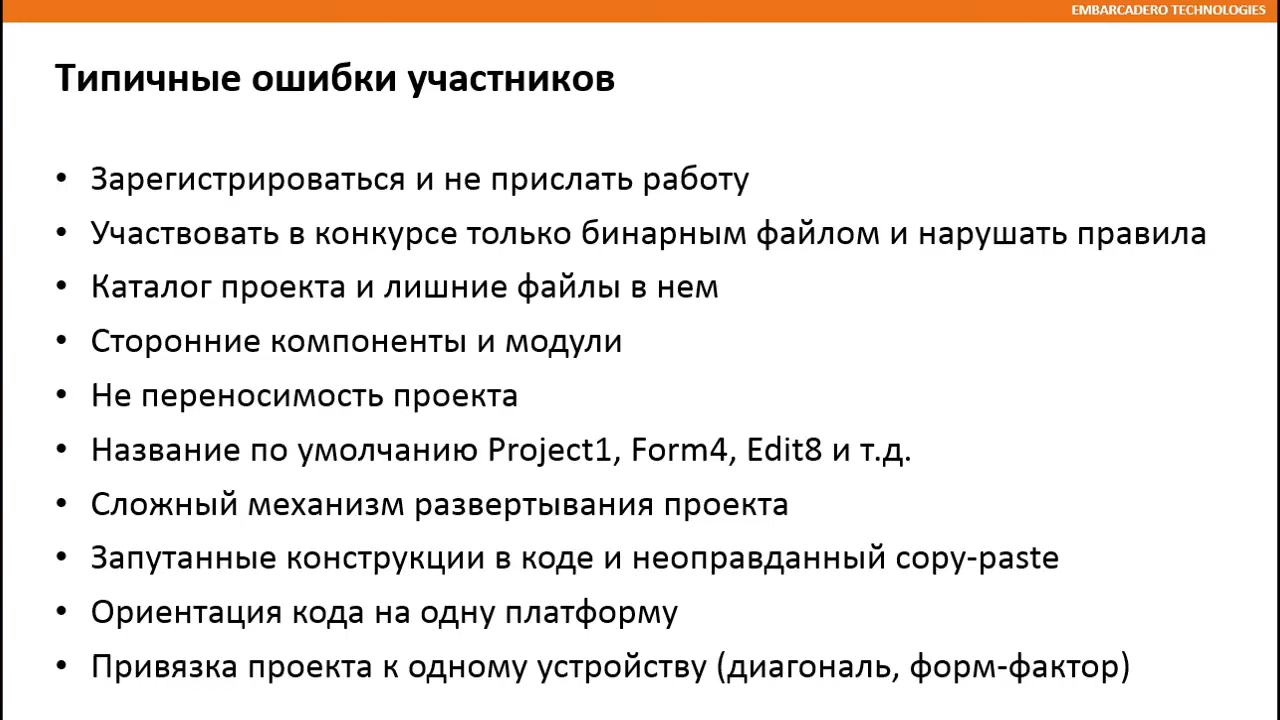 EMBARCADERO TECHNOLOGIES
Типичные ошибки участников
• Зарегистрироваться и не прислать работу
• Участвовать в конкурсе только бинарным файлом и нарушать правила
• Каталог проекта и лишние файлы в нем
• Сторонние компоненты и модули
• Не переносимость проекта
• Название по умолчанию Project1, Form4, Edit8 и т.д.
• Сложный механизм развертывания проекта
• Запутанные конструкции в коде и неоправданный copy-paste
• Ориентация кода на одну платформу
• Привязка проекта к одному устройству (диагональ, форм-фактор)